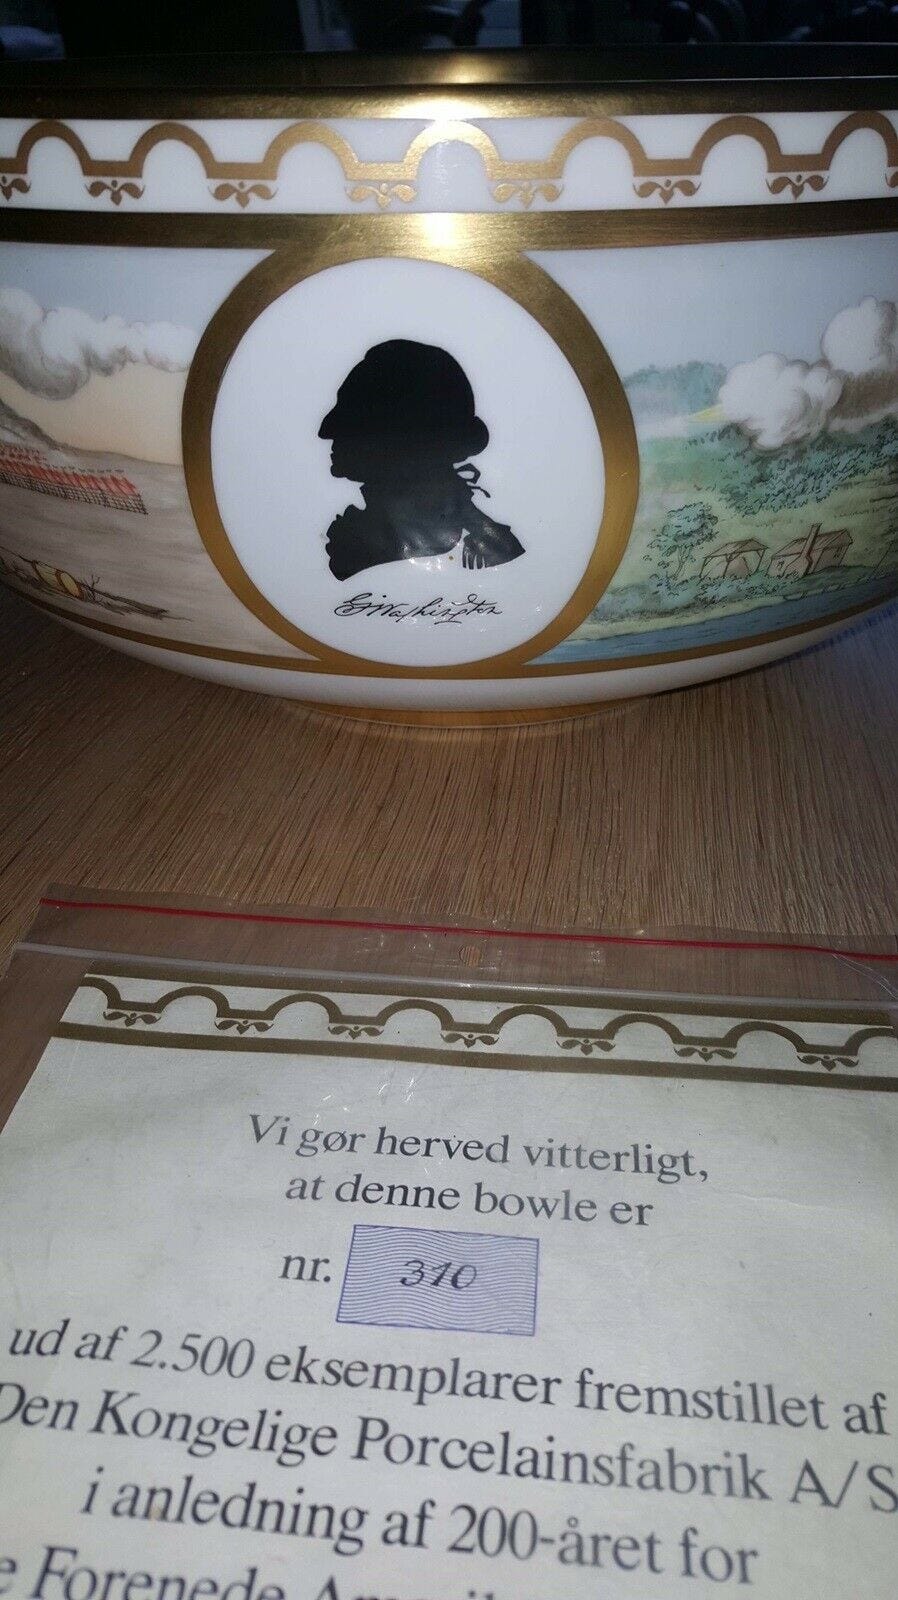 G: Washington
Vi gør herved vitterligt,
at denne bowle er
nr. 310
ud af 2.500 eksemplarer fremstillet af
Den Kongelige Porcelainsfabrik A/S
i anledning af 200-året for
Forenede